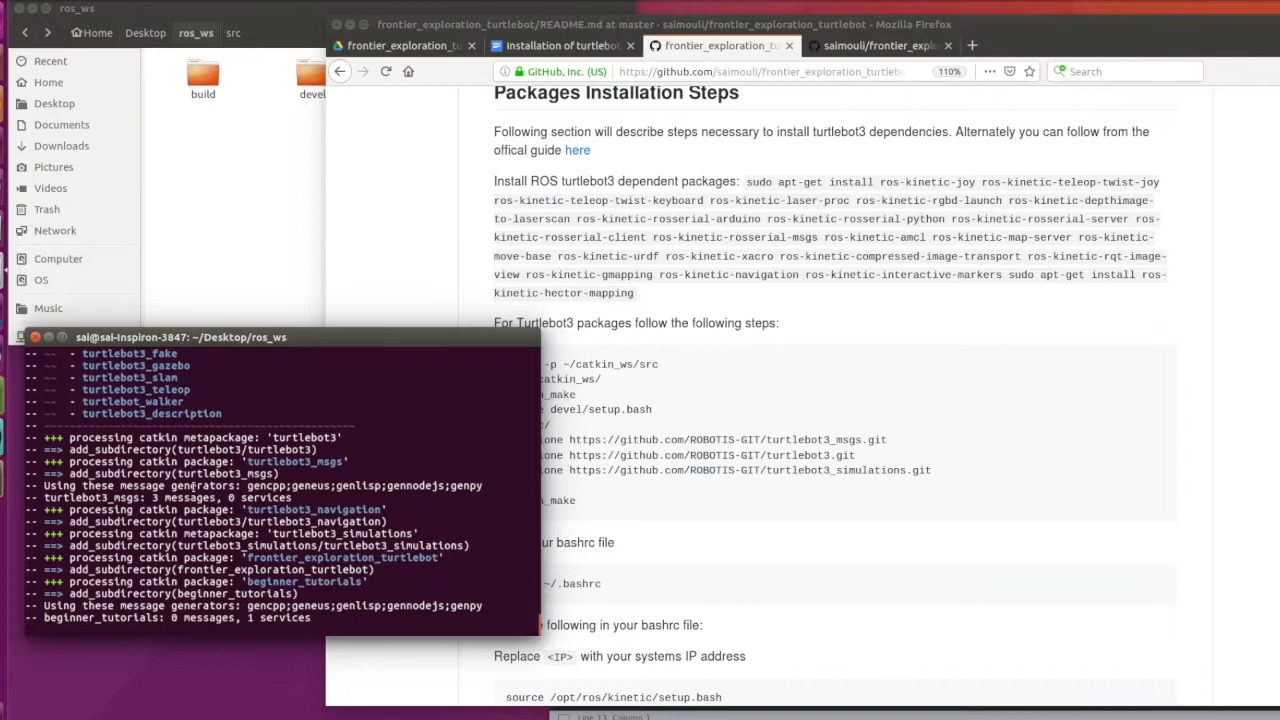 ros_ws
Home
Desktop
ros_ws
src
Recent
Home
Desktop
Documents
Downloads
Pictures
Videos
Trash
Network
Computer
OS
Music
build
devel
frontier_exploration_turtlebot/README.md at master · saimouli/frontier_exploration_turtlebot - Mozilla Firefox
frontier_exploration_tu
Installation of turtlebot
frontier_exploration_tu
saimouli/frontier_explo
GitHub, Inc. (US)
https://github.com/saimouli/frontier_exploration_turtleb
110%
Search
Packages Installation Steps
Following section will describe steps necessary to install turtlebot3 dependencies. Alternately you can follow from the
offical guide here
Install ROS turtlebot3 dependent packages: sudo apt-get install ros-kinetic-joy ros-kinetic-teleop-twist-joy
ros-kinetic-teleop-twist-keyboard ros-kinetic-laser-proc ros-kinetic-rgbd-launch ros-kinetic-depthimage-
to-laserscan ros-kinetic-rosserial-arduino ros-kinetic-rosserial-python ros-kinetic-rosserial-server ros-
kinetic-rosserial-client ros-kinetic-rosserial-msgs ros-kinetic-amcl ros-kinetic-map-server ros-kinetic-
move-base ros-kinetic-urdf ros-kinetic-xacro ros-kinetic-compressed-image-transport ros-kinetic-rqt-image-
view ros-kinetic-gmapping ros-kinetic-navigation ros-kinetic-interactive-markers sudo apt-get install ros-
kinetic-hector-mapping
For Turtlebot3 packages follow the following steps:
-p ~/catkin_ws/src
catkin_ws/
_make
e devel/setup.bash
c/
lone https://github.com/ROBOTIS-GIT/turtlebot3_msgs.git
lone https://github.com/ROBOTIS-GIT/turtlebot3.git
lone https://github.com/ROBOTIS-GIT/turtlebot3_simulations.git
n_make
ur bashrc file
~/.bashrc
following in your bashrc file:
Replace <IP> with your systems IP address
source /opt/ros/kinetic/setup.bash
sai@sai-Inspiron-3847: ~/Desktop/ros_ws
-- ~~  - turtlebot3_fake
-- ~~  - turtlebot3_gazebo
-- ~~  - turtlebot3_slam
-- ~~  - turtlebot3_teleop
-- ~~  - turtlebot_walker
-- ~~  - turtlebot3_description
-- ~~~~~~~~~~~~~~~~~~~~~~~~~~~~~~~~~~~~~~~~~~~~~~~~~
-- +++ processing catkin metapackage: 'turtlebot3'
-- ==> add_subdirectory(turtlebot3/turtlebot3)
-- +++ processing catkin package: 'turtlebot3_msgs'
-- ==> add_subdirectory(turtlebot3_msgs)
-- Using these message generators: gencpp;geneus;genlisp;gennodejs;genpy
-- turtlebot3_msgs: 3 messages, 0 services
-- +++ processing catkin package: 'turtlebot3_navigation'
-- ==> add_subdirectory(turtlebot3/turtlebot3_navigation)
-- +++ processing catkin metapackage: 'turtlebot3_simulations'
-- ==> add_subdirectory(turtlebot3_simulations/turtlebot3_simulations)
-- +++ processing catkin package: 'frontier_exploration_turtlebot'
-- ==> add_subdirectory(frontier_exploration_turtlebot)
-- +++ processing catkin package: 'beginner_tutorials'
-- ==> add_subdirectory(beginner_tutorials)
-- Using these message generators: gencpp;geneus;genlisp;gennodejs;genpy
-- beginner_tutorials: 0 messages, 1 services
Line 13, Column 1